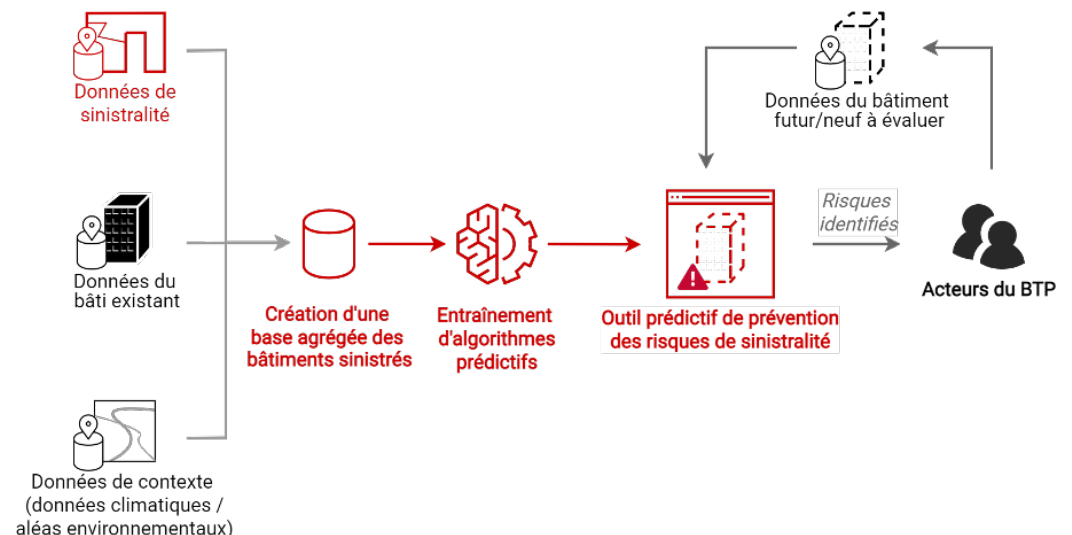 Données de
sinistralité
Données du
bâti existant
Données de contexte
(données climatiques /
aléas environnementaux)
Création d'une
base agrégée des
bâtiments sinistrés
Entraînement
d'algorithmes
prédictifs
Outil prédictif de prévention
des risques de sinistralité
Données du bâtiment
futur/neuf à évaluer
Risques
identifiés
Acteurs du BTP